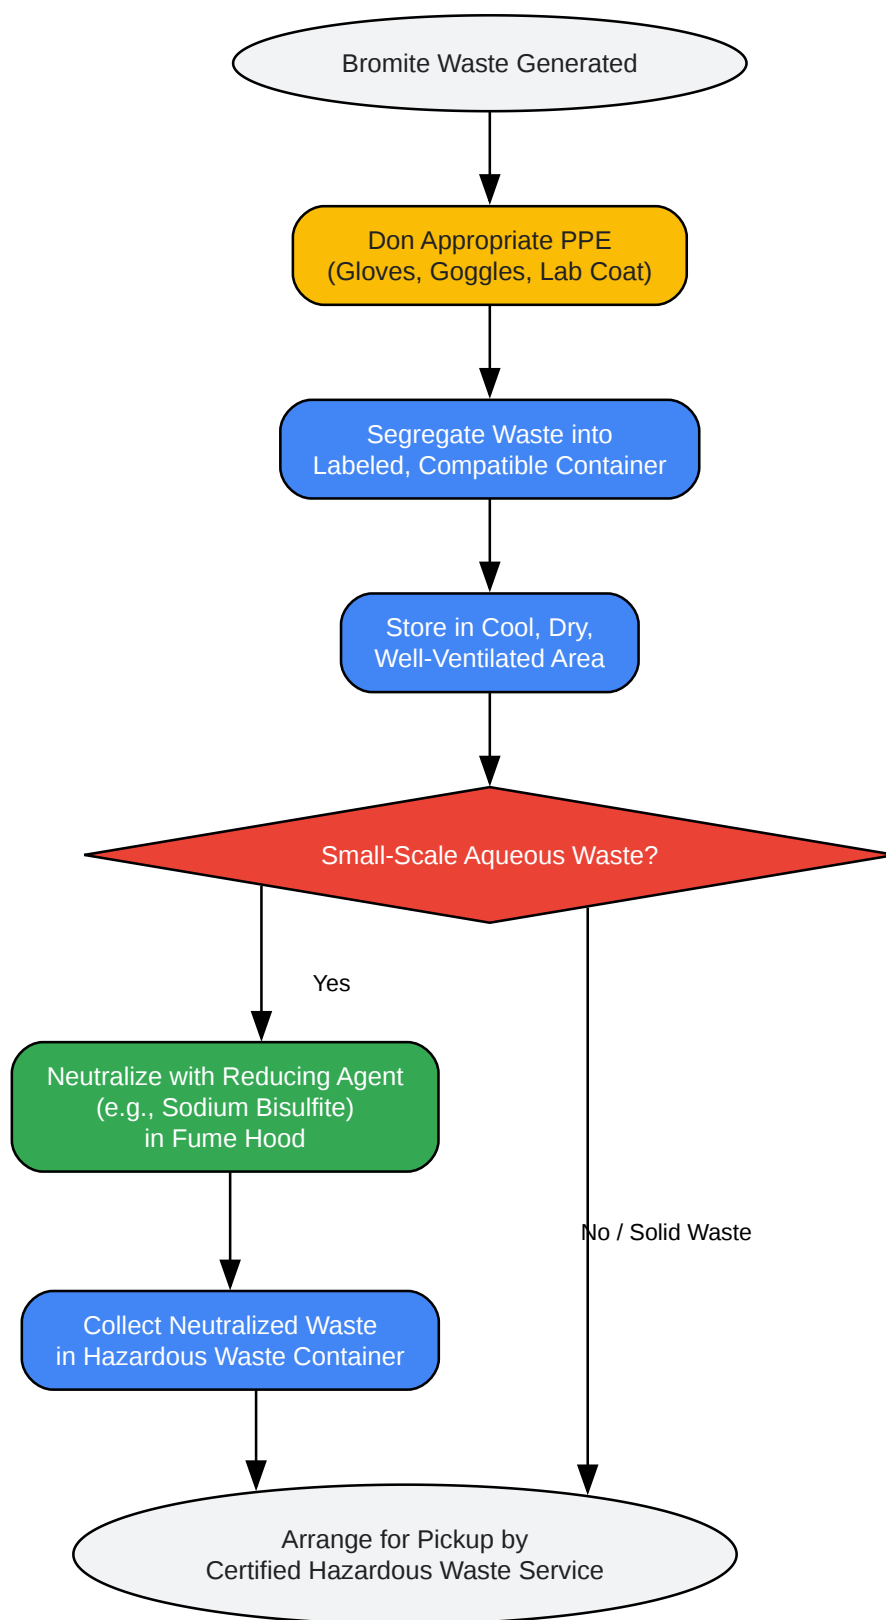 Bromite Waste Generated
Don Appropriate PPE
(Gloves, Goggles, Lab Coat)
Segregate Waste into
Labeled, Compatible Container
Store in Cool, Dry,
Well-Ventilated Area
Small-Scale Aqueous Waste?
Yes
Neutralize with Reducing Agent
(e.g., Sodium Bisulfite)
in Fume Hood
No / Solid Waste
Collect Neutralized Waste
in Hazardous Waste Container
Arrange for Pickup by
Certified Hazardous Waste Service